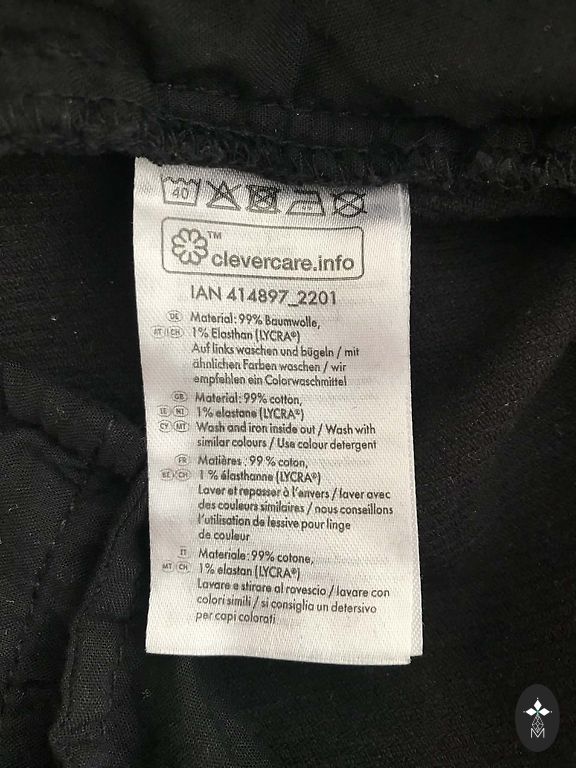 40
TM
clevercare.info
IAN 414897_2201
DE Material: 99% Baumwolle,
AT CH 1% Elasthan (LYCRA®)
Auf links waschen und bügeln / mit
ähnlichen Farben waschen / wir
empfehlen ein Colorwaschmittel
GB Material: 99% cotton,
IE NI 1% elastane (LYCRA®)
CY MT Wash and iron inside out / Wash with
similar colours / Use colour detergent
FR Matières: 99 % coton,
BE CH 1 % élasthanne (LYCRA®)
Laver et repasser à l'envers / laver avec
des couleurs similaires / nous conseillons
l'utilisation de lessive pour linge
de couleur
IT Materiale: 99% cotone,
MT CH 1% elastan (LYCRA®)
Lavare e stirare al rovescio / lavare con
colori simili / si consiglia un detersivo
per capi colorati
M